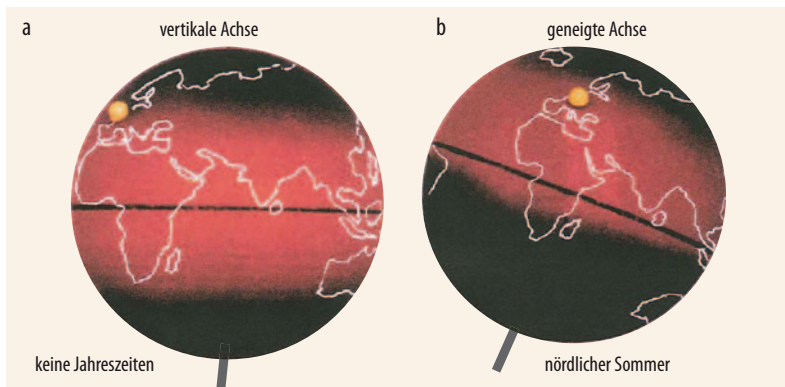 a
vertikale Achse
keine Jahreszeiten
b
geneigte Achse
nördlicher Sommer